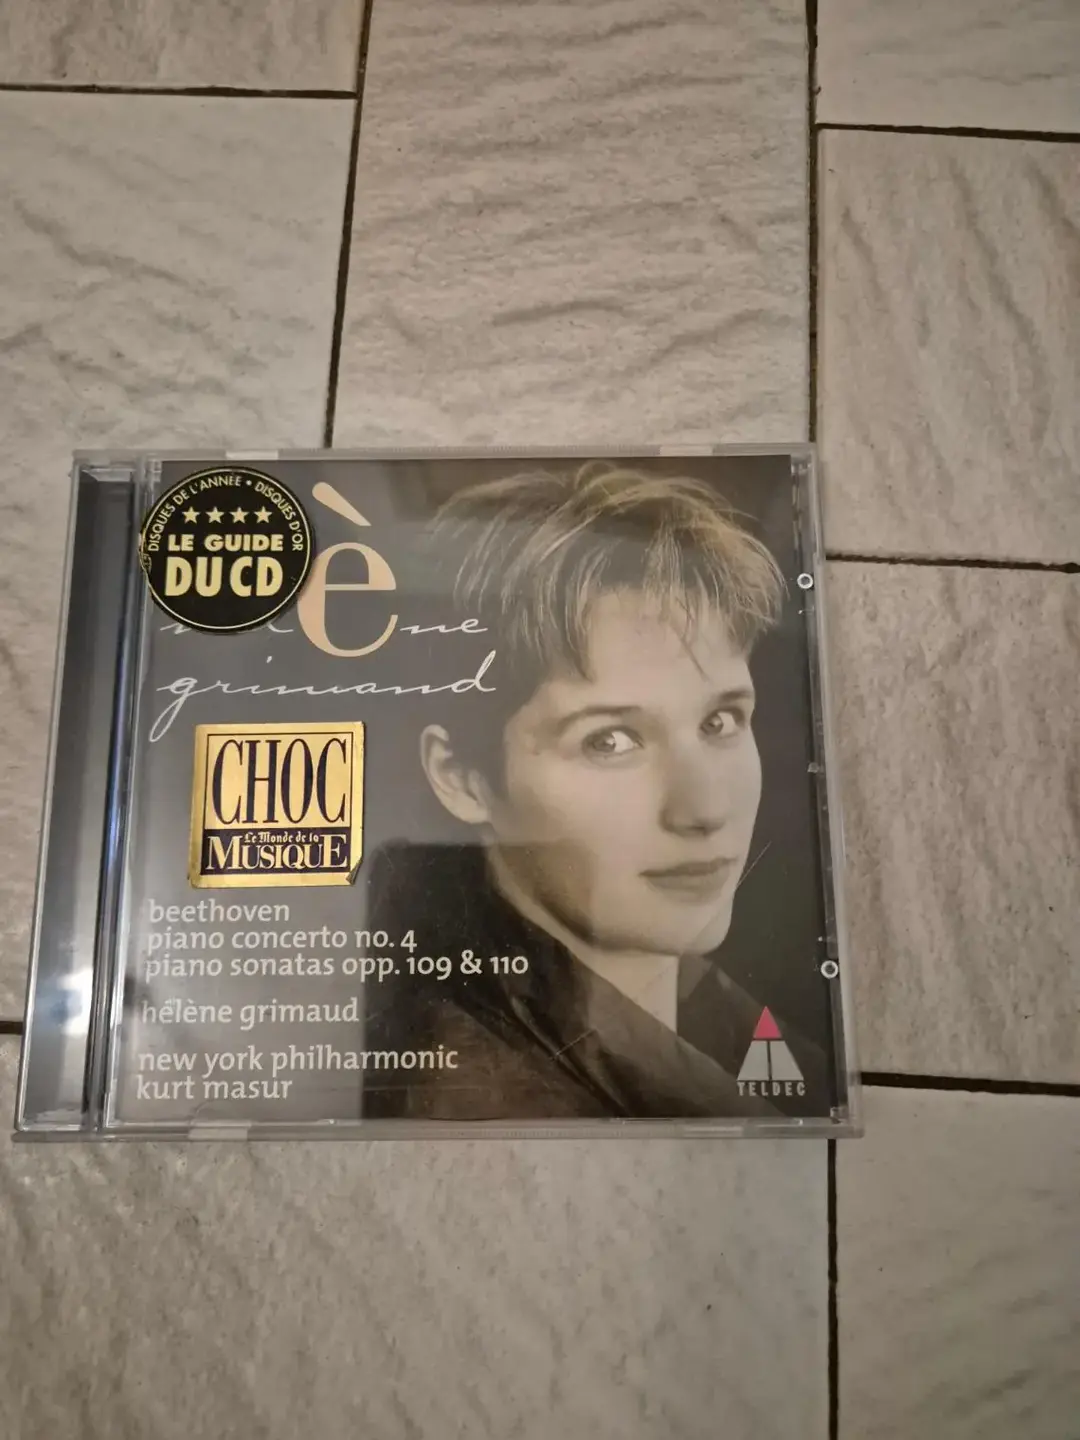 DISQUES DE L'ANNÉE • DISQUES D'OR
LE GUIDE
DU CD
è
ne
grimaud
CHOC
Le Monde de la
MUSIQUE
beethoven
piano concerto no. 4
piano sonatas opp. 109 & 110
hélène grimaud
new york philharmonic
kurt masur
TELDEC